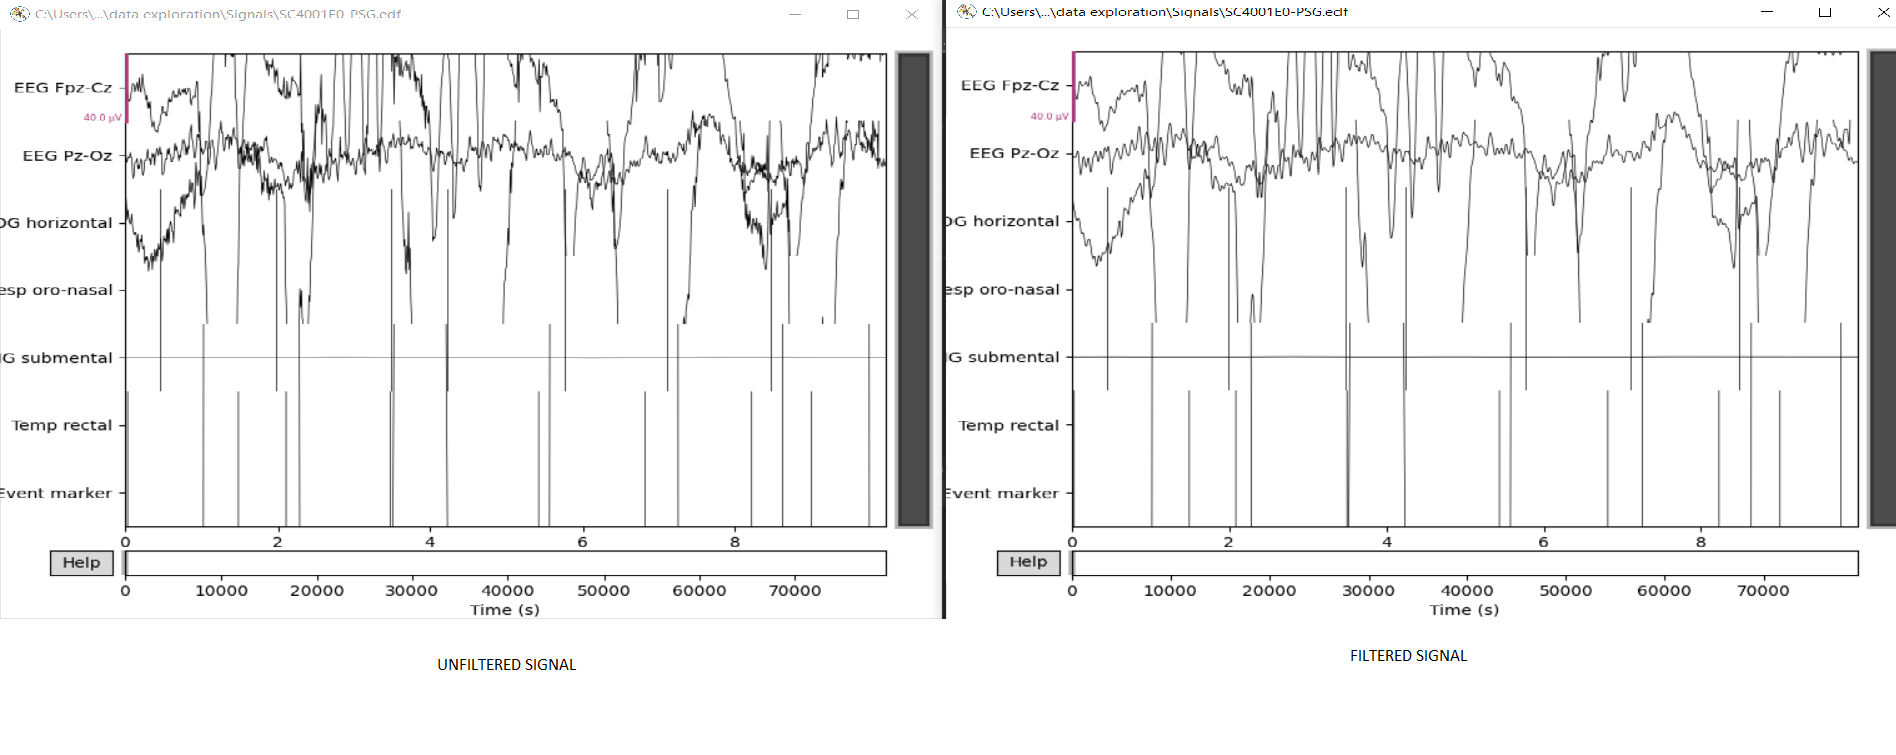 C:\Users\...\data exploration\Signals\SC4001E0-PSG.edf
EEG Fpz-Cz
40.0 µV
EEG Pz-Oz
OG horizontal
esp oro-nasal
G submental
Temp rectal
Event marker
0 2 4 6 8
Help
0 10000 20000 30000 40000 50000 60000 70000
Time (s)
UNFILTERED SIGNAL
C:\Users\...\data exploration\Signals\SC4001E0-PSG.edf
EEG Fpz-Cz
40.0 µV
EEG Pz-Oz
OG horizontal
esp oro-nasal
G submental
Temp rectal
Event marker
0 2 4 6 8
Help
0 10000 20000 30000 40000 50000 60000 70000
Time (s)
FILTERED SIGNAL